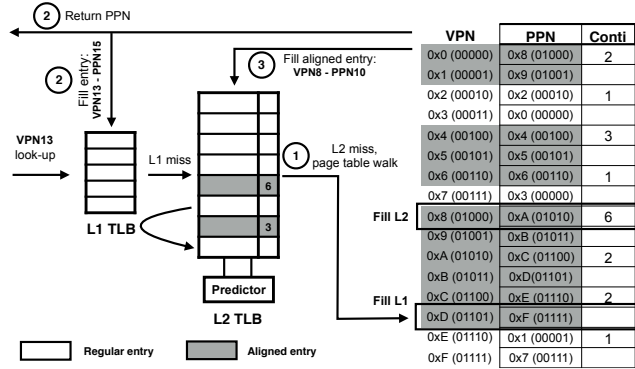 2 Return PPN
Fill entry:
VPN13 - PPN15
2
3 Fill aligned entry:
VPN8 - PPN10
VPN13
look-up
L1 miss
1 L2 miss,
page table walk
6
3
L1 TLB
Predictor
L2 TLB
Regular entry
Aligned entry
Fill L2
Fill L1
VPN PPN Conti
0x0 (00000) 0x8 (01000) 2
0x1 (00001) 0x9 (01001)
0x2 (00010) 0x2 (00010) 1
0x3 (00011) 0x0 (00000)
0x4 (00100) 0x4 (00100) 3
0x5 (00101) 0x5 (00101)
0x6 (00110) 0x6 (00110) 1
0x7 (00111) 0x3 (00000)
0x8 (01000) 0xA (01010) 6
0x9 (01001) 0xB (01011)
0xA (01010) 0xC (01100) 2
0xB (01011) 0xD(01101)
0xC (01100) 0xE (01110) 2
0xD (01101) 0xF (01111)
0xE (01110) 0x1 (00001) 1
0xF (01111) 0x7 (00111)